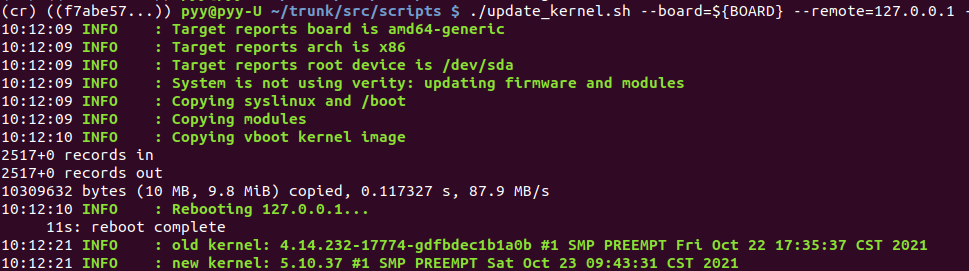 (cr) ((f7abe57...)) pyy@pyy-U ~/trunk/src/scripts $ ./update_kernel.sh --board=${BOARD} --remote=127.0.0.1 -
10:12:09 INFO    : Target reports board is amd64-generic
10:12:09 INFO    : Target reports arch is x86
10:12:09 INFO    : Target reports root device is /dev/sda
10:12:09 INFO    : System is not using verity: updating firmware and modules
10:12:09 INFO    : Copying syslinux and /boot
10:12:09 INFO    : Copying modules
10:12:10 INFO    : Copying vboot kernel image
2517+0 records in
2517+0 records out
10309632 bytes (10 MB, 9.8 MiB) copied, 0.117327 s, 87.9 MB/s
10:12:10 INFO    : Rebooting 127.0.0.1...
     11s: reboot complete
10:12:21 INFO    : old kernel: 4.14.232-17774-gdfbdec1b1a0b #1 SMP PREEMPT Fri Oct 22 17:35:37 CST 2021
10:12:21 INFO    : new kernel: 5.10.37 #1 SMP PREEMPT Sat Oct 23 09:43:31 CST 2021